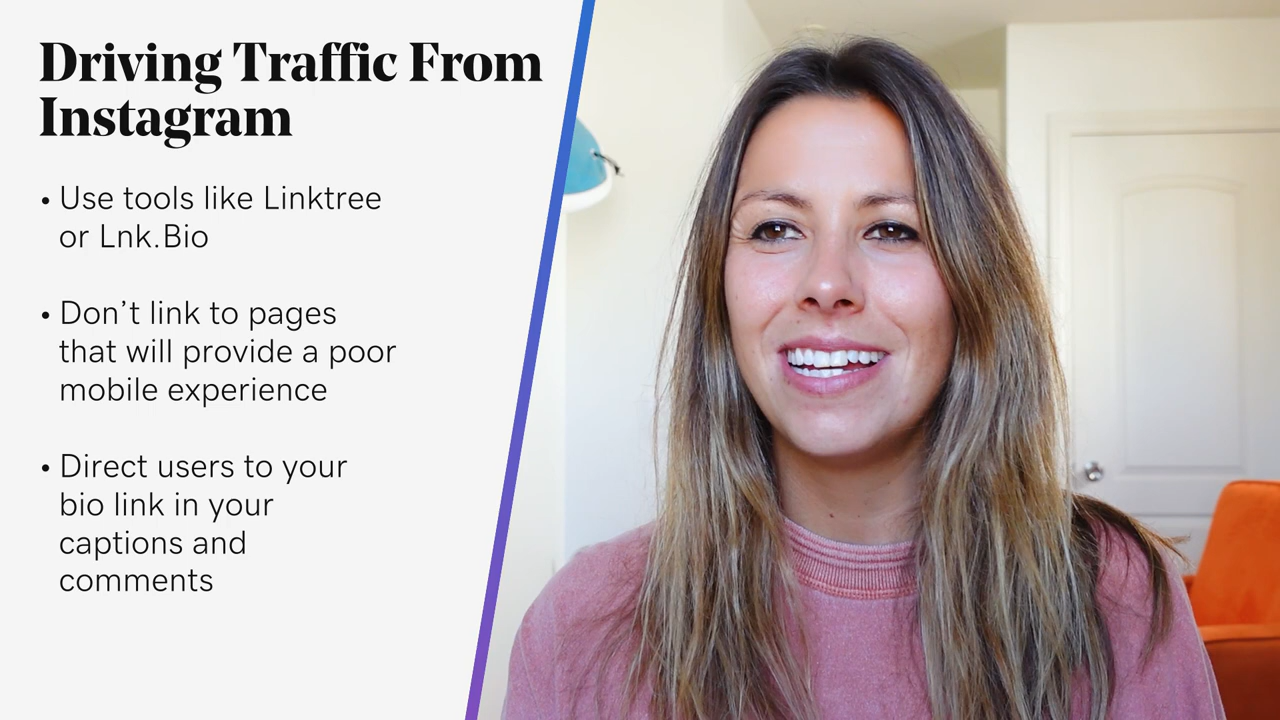 Driving Traffic From
Instagram
• Use tools like Linktree
or Lnk.Bio
• Don’t link to pages
that will provide a poor
mobile experience
• Direct users to your
bio link in your
captions and
comments